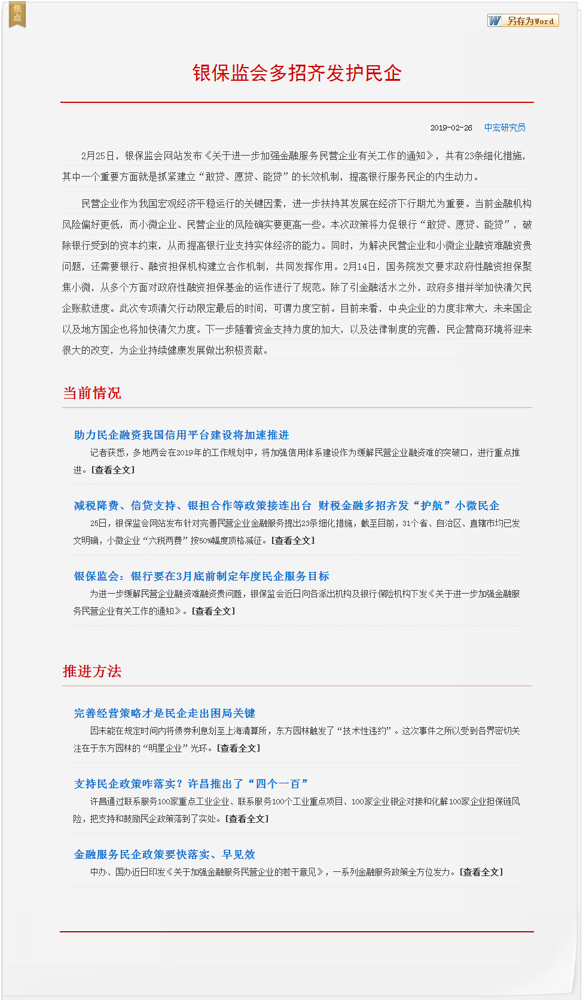 焦点
另存为Word
银保监会多招齐发护民企
2019-02-26 中宏研究员
2月25日，银保监会网站发布《关于进一步加强金融服务民营企业有关工作的通知》，共有23条细化措施，
其中一个重要方面就是抓紧建立“敢贷、愿贷、能贷”的长效机制，提高银行服务民企的内生动力。
民营企业作为我国宏观经济平稳运行的关键因素，进一步扶持其发展在经济下行期尤为重要。当前金融机构
风险偏好更低，而小微企业、民营企业的风险确实要更高一些。本次政策将力促银行“敢贷、愿贷、能贷”，破
除银行受到的资本约束，从而提高银行业支持实体经济的能力。同时，为解决民营企业和小微企业融资难融资贵
问题，还需要银行、融资担保机构建立合作机制，共同发挥作用。2月14日，国务院发文要求政府性融资担保聚
焦小微，从多个方面对政府性融资担保基金的运作进行了规范。除了引金融活水之外，政府多措并举加快清欠民
企账款进度。此次专项清欠行动限定最后的时间，可谓力度空前。目前来看，中央企业的力度非常大，未来国企
以及地方国企也将加快清欠力度。下一步随着资金支持力度的加大，以及法律制度的完善，民企营商环境将迎来
很大的改变，为企业持续健康发展做出积极贡献。
当前情况
助力民企融资我国信用平台建设将加速推进
记者获悉，多地两会在2019年的工作规划中，将加强信用体系建设作为缓解民营企业融资难的突破口，进行重点推
进。[查看全文]
减税降费、信贷支持、银担合作等政策接连出台 财税金融多招齐发“护航”小微民企
25日，银保监会网站发布针对完善民营企业金融服务提出23条细化措施，截至目前，31个省、自治区、直辖市均已发
文明确，小微企业“六税两费”按50%幅度顶格减征。[查看全文]
银保监会：银行要在3月底前制定年度民企服务目标
为进一步缓解民营企业融资难融资贵问题，银保监会近日向各派出机构及银行保险机构下发《关于进一步加强金融服
务民营企业有关工作的通知》。[查看全文]
推进方法
完善经营策略才是民企走出困局关键
因未能在规定时间内将债券利息划至上海清算所，东方园林触发了“技术性违约”。这次事件之所以受到各界密切关
注在于东方园林的“明星企业”光环。[查看全文]
支持民企政策咋落实？许昌推出了“四个一百”
许昌通过联系服务100家重点工业企业、联系服务100个工业重点项目、100家企业银企对接和化解100家企业担保链风
险，把支持和鼓励民企政策落到了实处。[查看全文]
金融服务民企政策要快落实、早见效
中办、国办近日印发《关于加强金融服务民营企业的若干意见》，一系列金融服务政策全方位发力。[查看全文]